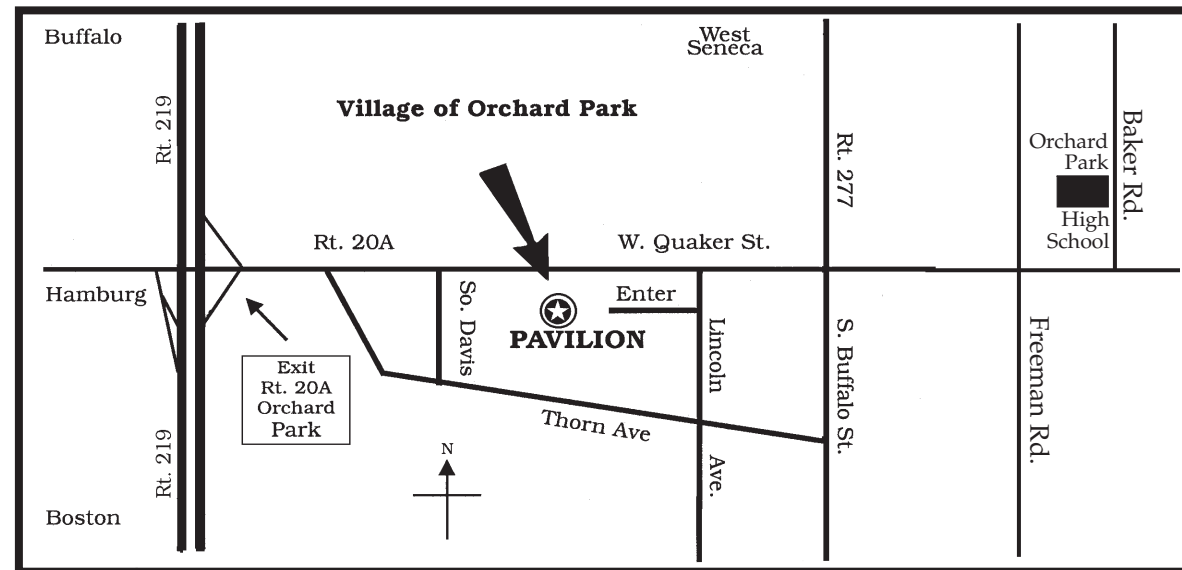 Buffalo
West
Seneca
Village of Orchard Park
Rt. 219
Rt. 277
Orchard
Park
High
School
Baker Rd.
Rt. 20A
W. Quaker St.
Hamburg
Enter
So. Davis
PAVILION
Lincoln
Ave.
S. Buffalo St.
Freeman Rd.
Exit
Rt. 20A
Orchard
Park
Thorn Ave
N
Rt. 219
Boston